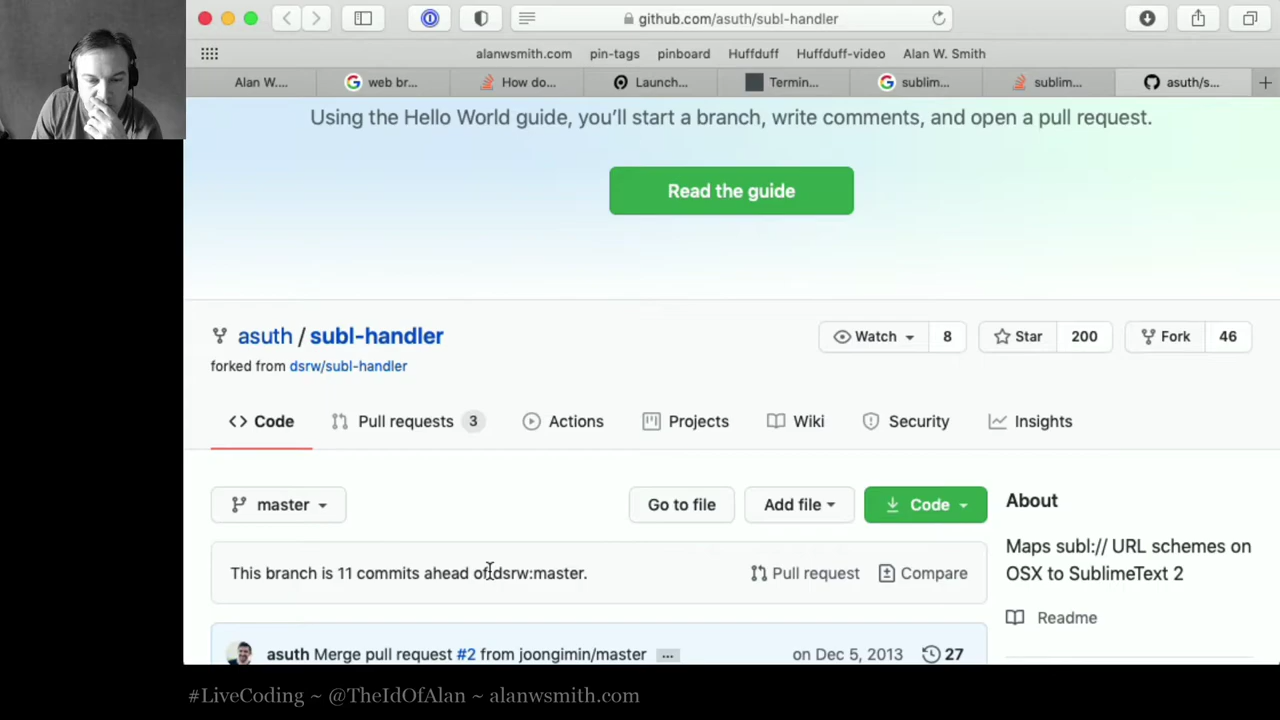 github.com/asuth/subl-handler
alanwsmith.com pin-tags pinboard Huffduff Huffduff-video Alan W. Smith
Alan W.... web br... How do... Launch... Termin... sublim... sublim... asuth/s...
Using the Hello World guide, you'll start a branch, write comments, and open a pull request.
Read the guide
asuth / subl-handler
Watch 8 Star 200 Fork 46
forked from dsrw/subl-handler
Code Pull requests 3 Actions Projects Wiki Security Insights
master Go to file Add file Code
About
This branch is 11 commits ahead of dsrw:master. Pull request Compare
Maps subl:// URL schemes on
OSX to SublimeText 2
Readme
asuth Merge pull request #2 from joongimin/master ... on Dec 5, 2013 27
#LiveCoding ~ @TheIdOfAlan ~ alanwsmith.com